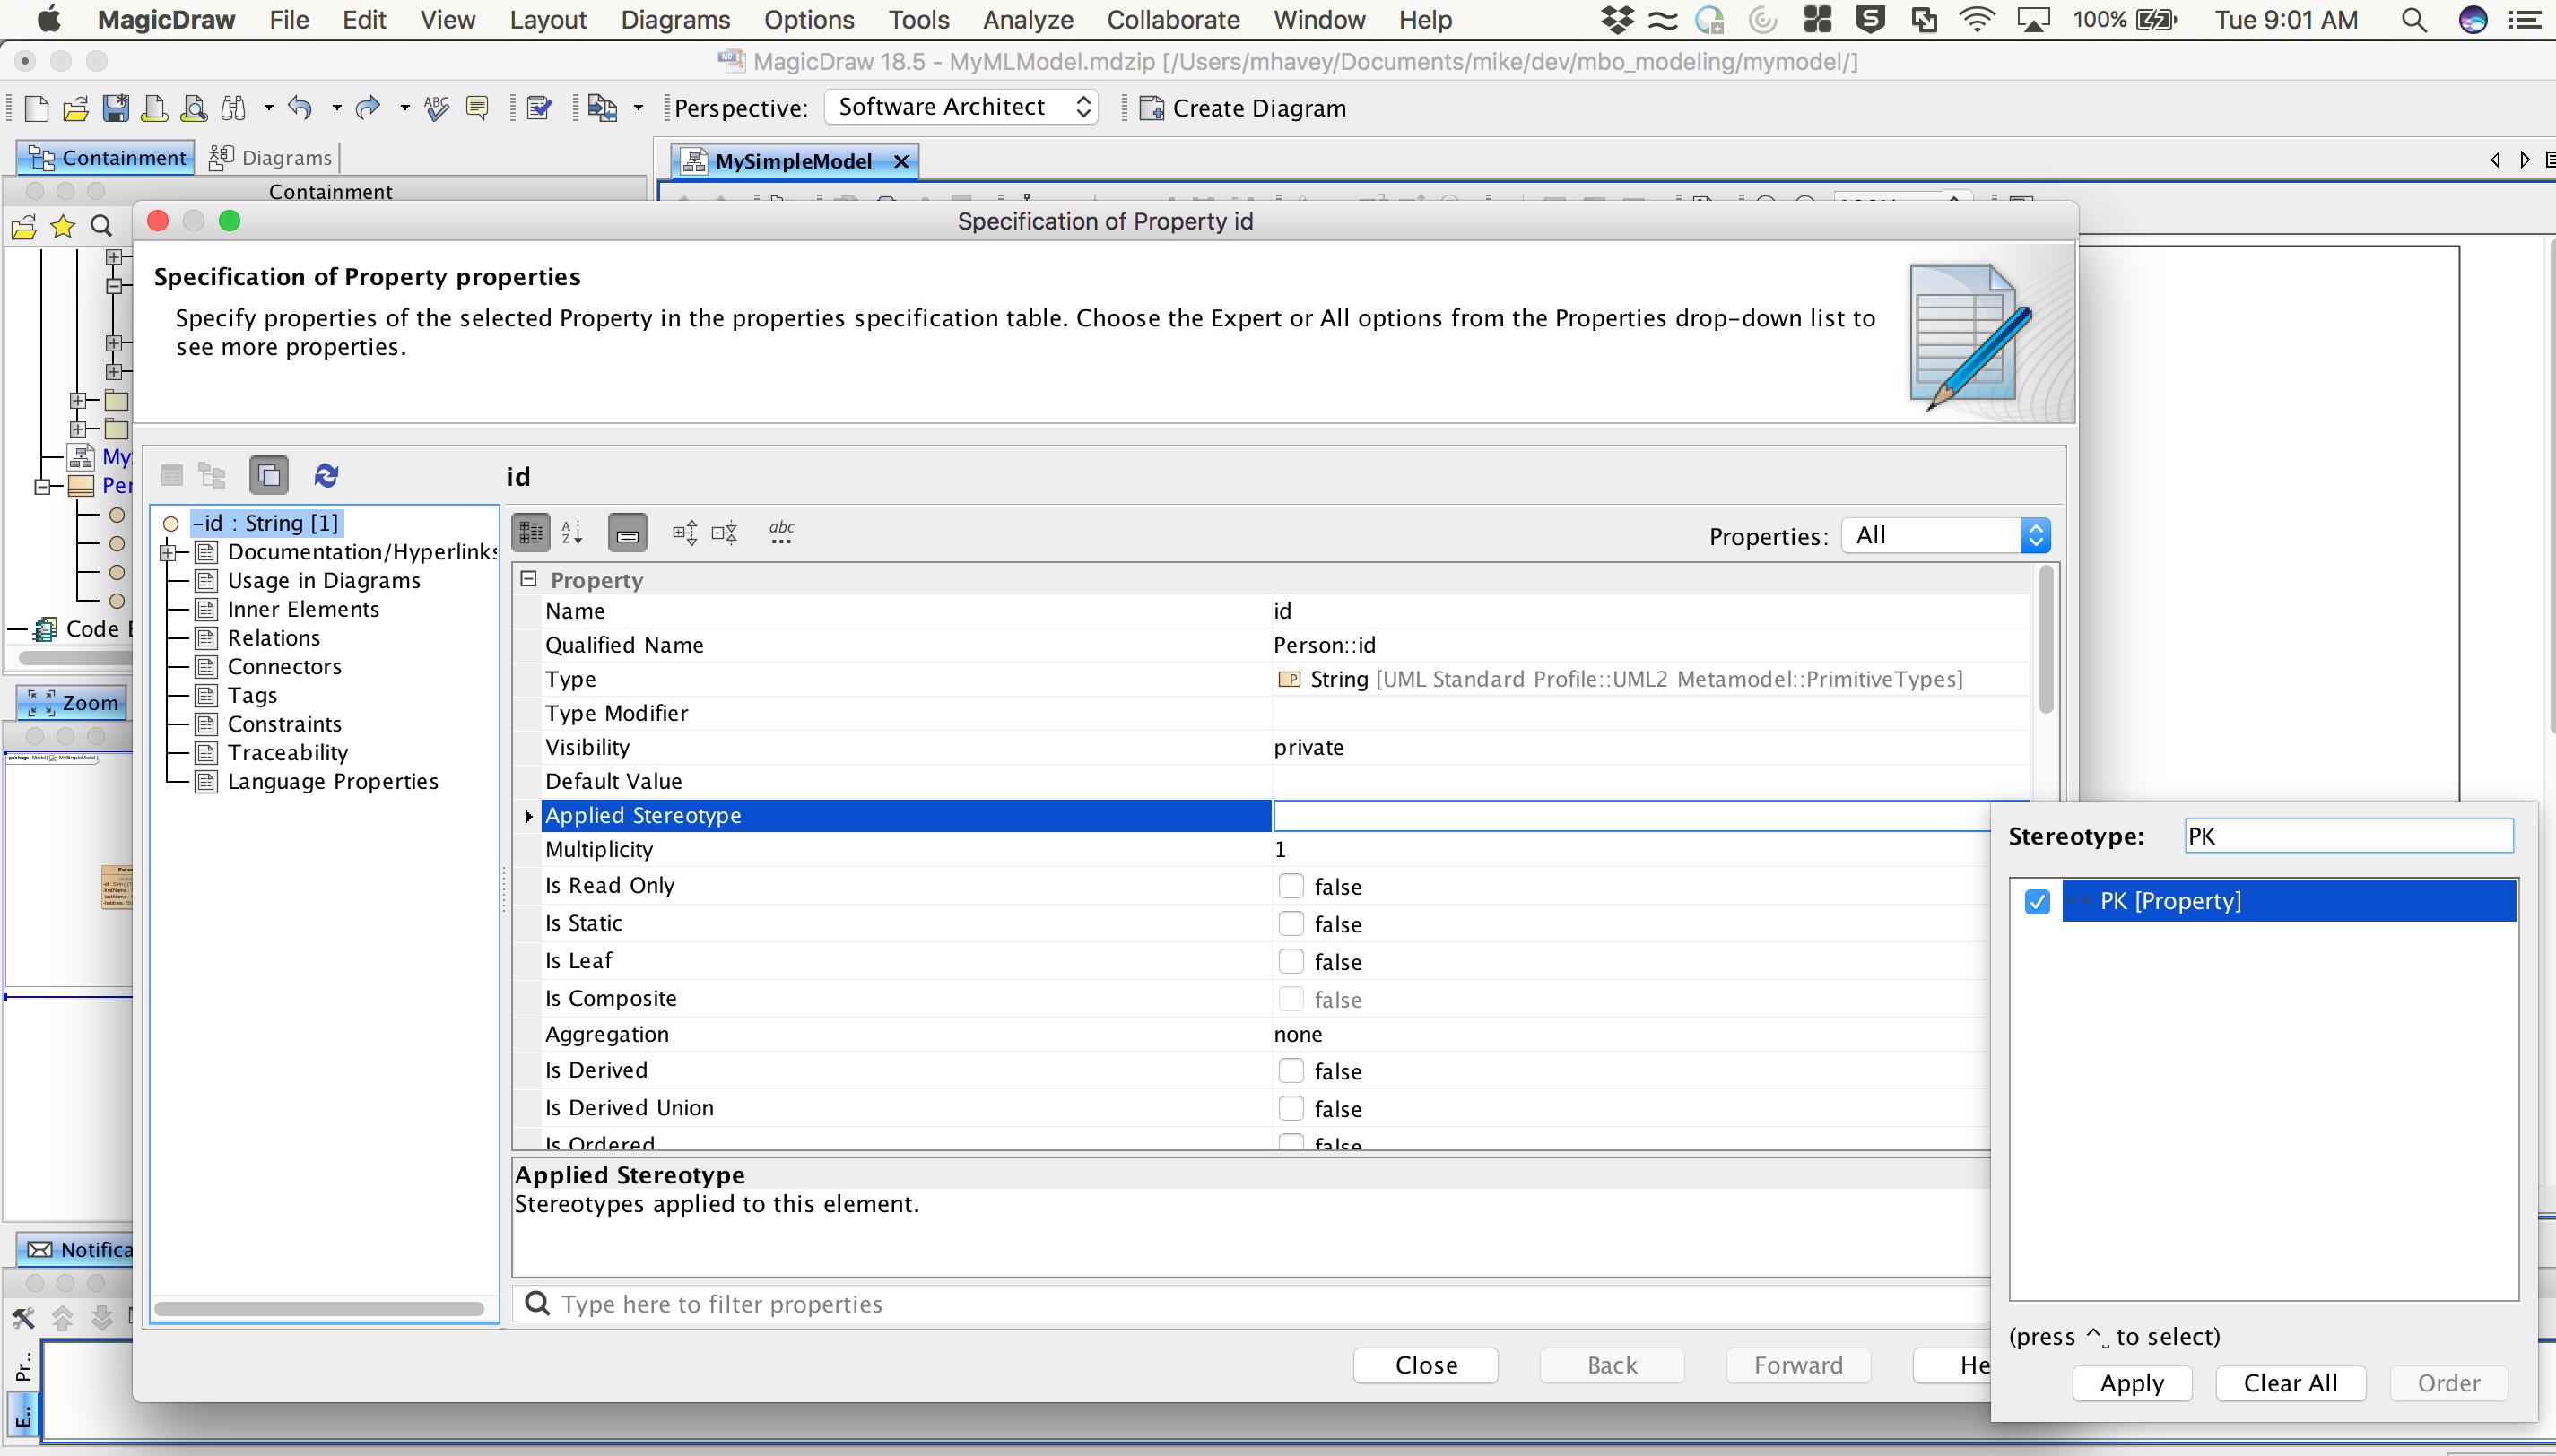 MagicDraw File Edit View Layout Diagrams Options Tools Analyze Collaborate Window Help 100% Tue 9:01 AM
MagicDraw 18.5 - MyMLModel.mdzip [/Users/mhavey/Documents/mike/dev/mbo_modeling/mymodel/]
Perspective: Software Architect Create Diagram
Containment Diagrams MySimpleModel
Containment
Specification of Property id
Specification of Property properties
Specify properties of the selected Property in the properties specification table. Choose the Expert or All options from the Properties drop-down list to
see more properties.
My
Per
Code
Zoom
Notifica
Pr..
E..
id
-id : String [1]
Documentation/Hyperlinks
Usage in Diagrams
Inner Elements
Relations
Connectors
Tags
Constraints
Traceability
Language Properties
Properties: All
Property
Name id
Qualified Name Person::id
Type String [UML Standard Profile::UML2 Metamodel::PrimitiveTypes]
Type Modifier
Visibility private
Default Value
Applied Stereotype
Multiplicity 1
Is Read Only false
Is Static false
Is Leaf false
Is Composite false
Aggregation none
Is Derived false
Is Derived Union false
Is Ordered false
Applied Stereotype
Stereotypes applied to this element.
Type here to filter properties
Close Back Forward He
Stereotype: PK
PK [Property]
(press ^␣ to select)
Apply Clear All Order